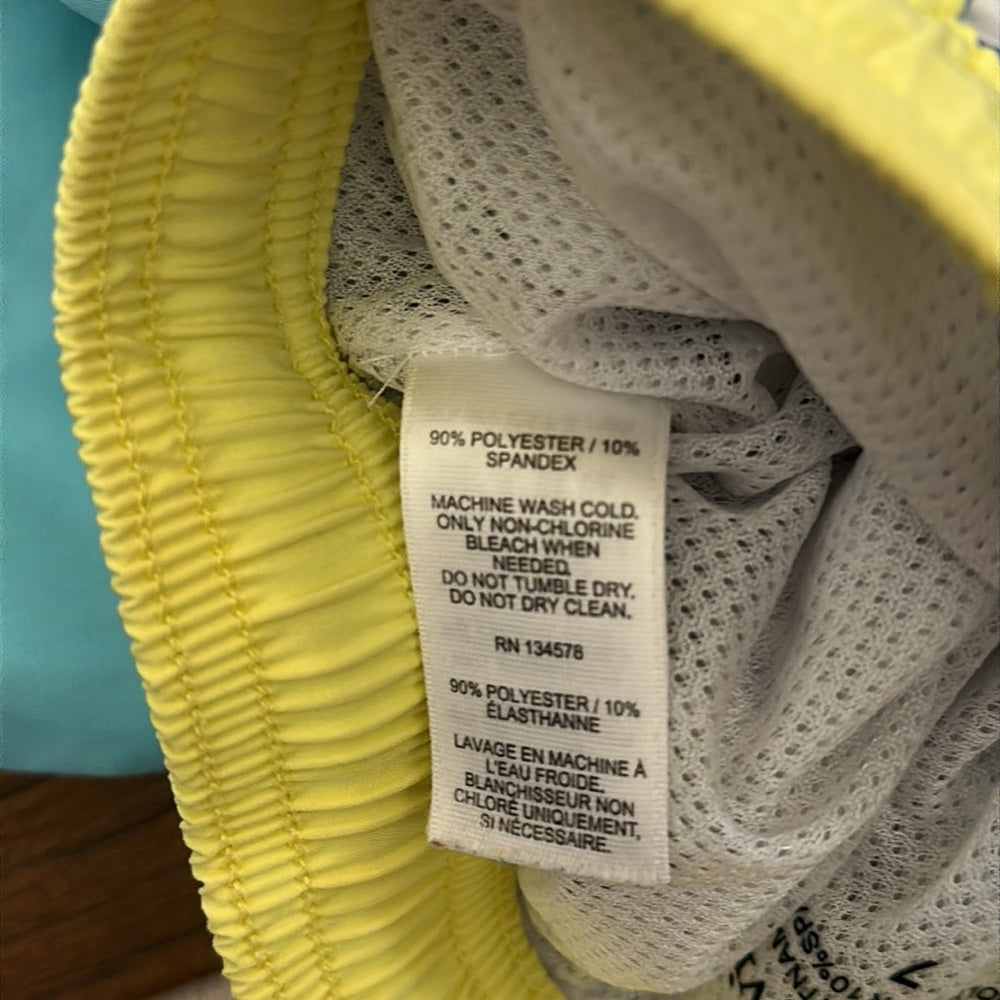 90% POLYESTER / 10%
SPANDEX
MACHINE WASH COLD.
ONLY NON-CHLORINE
BLEACH WHEN
NEEDED.
DO NOT TUMBLE DRY.
DO NOT DRY CLEAN.
RN 134578
90% POLYESTER / 10%
ÉLASTHANNE
LAVAGE EN MACHINE À
L'EAU FROIDE.
BLANCHISSEUR NON
CHLORÉ UNIQUEMENT,
SI NÉCESSAIRE.